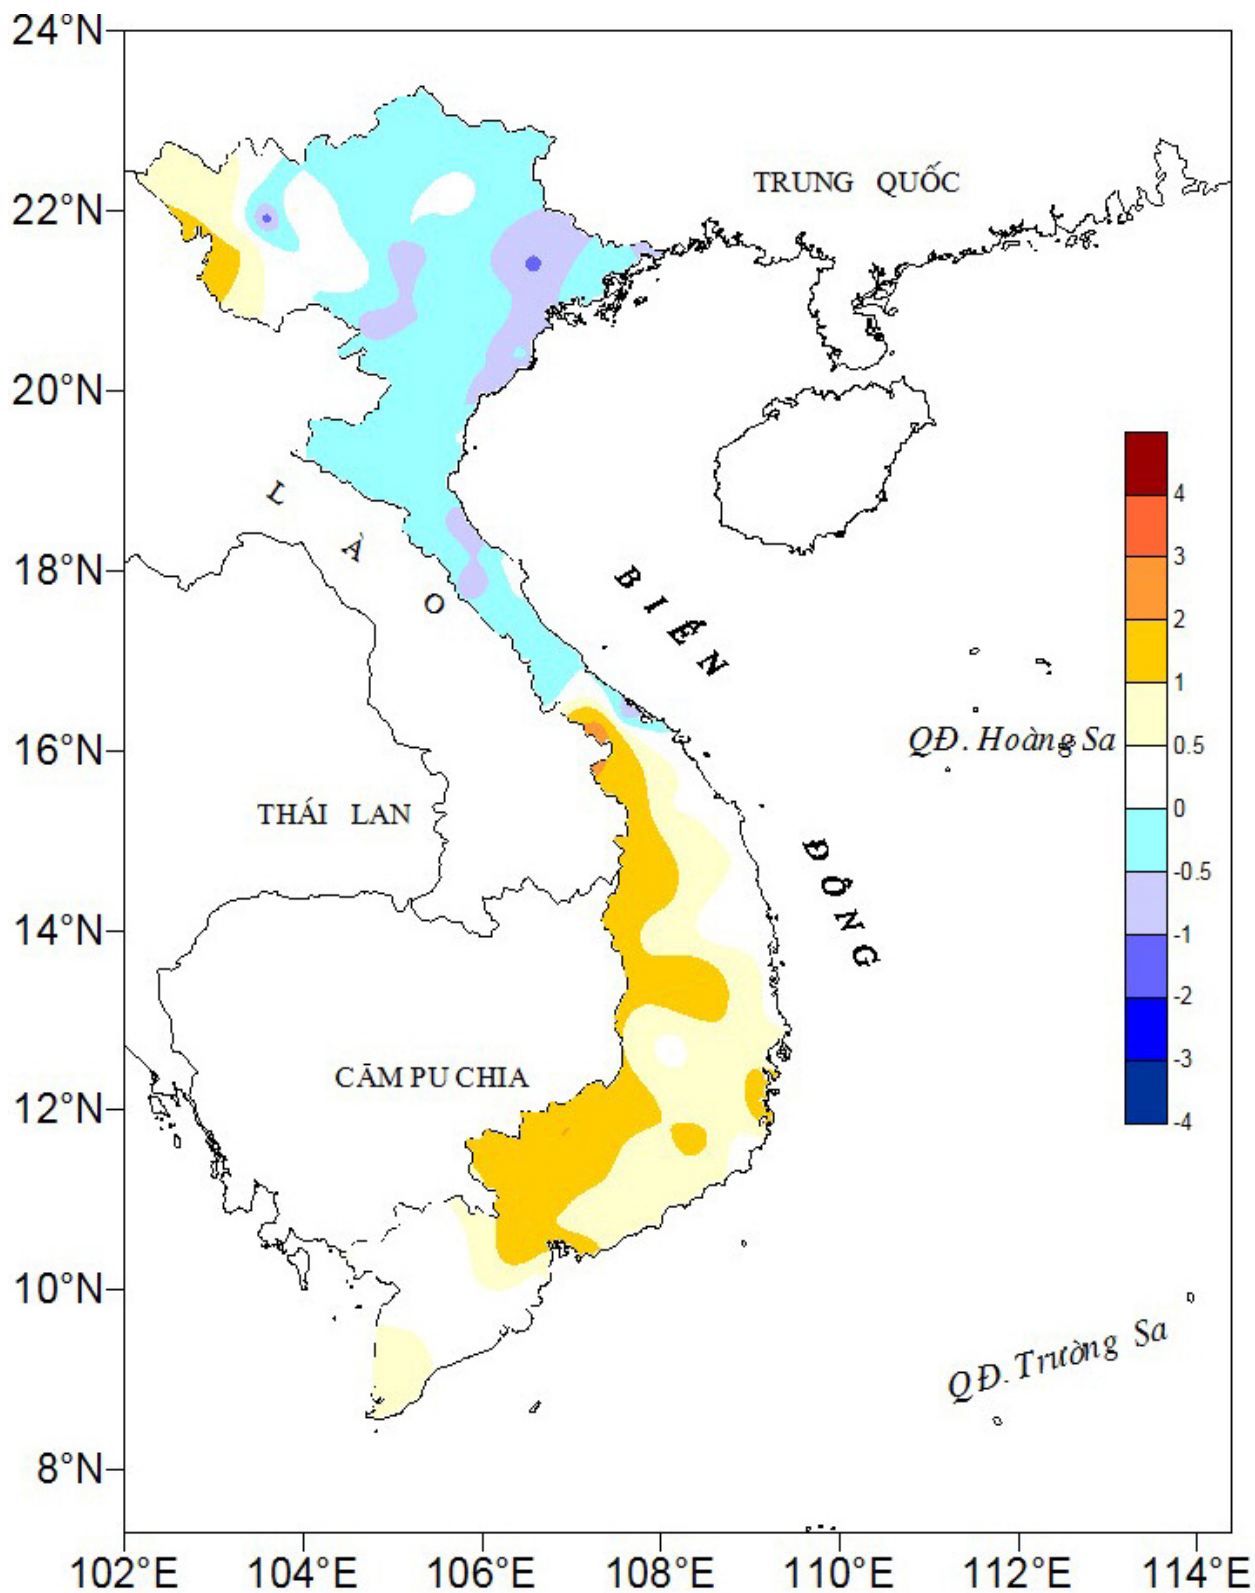 24°N
22°N
20°N
18°N
16°N
14°N
12°N
10°N
8°N
TRUNG QUỐC
LÀO
BIỂN
ĐÔNG
QĐ. Hoàng Sa
THÁI LAN
CĂM PU CHIA
QĐ. Trường Sa
4
3
2
1
0.5
0
-0.5
-1
-2
-3
-4
102°E
104°E
106°E
108°E
110°E
112°E
114°E